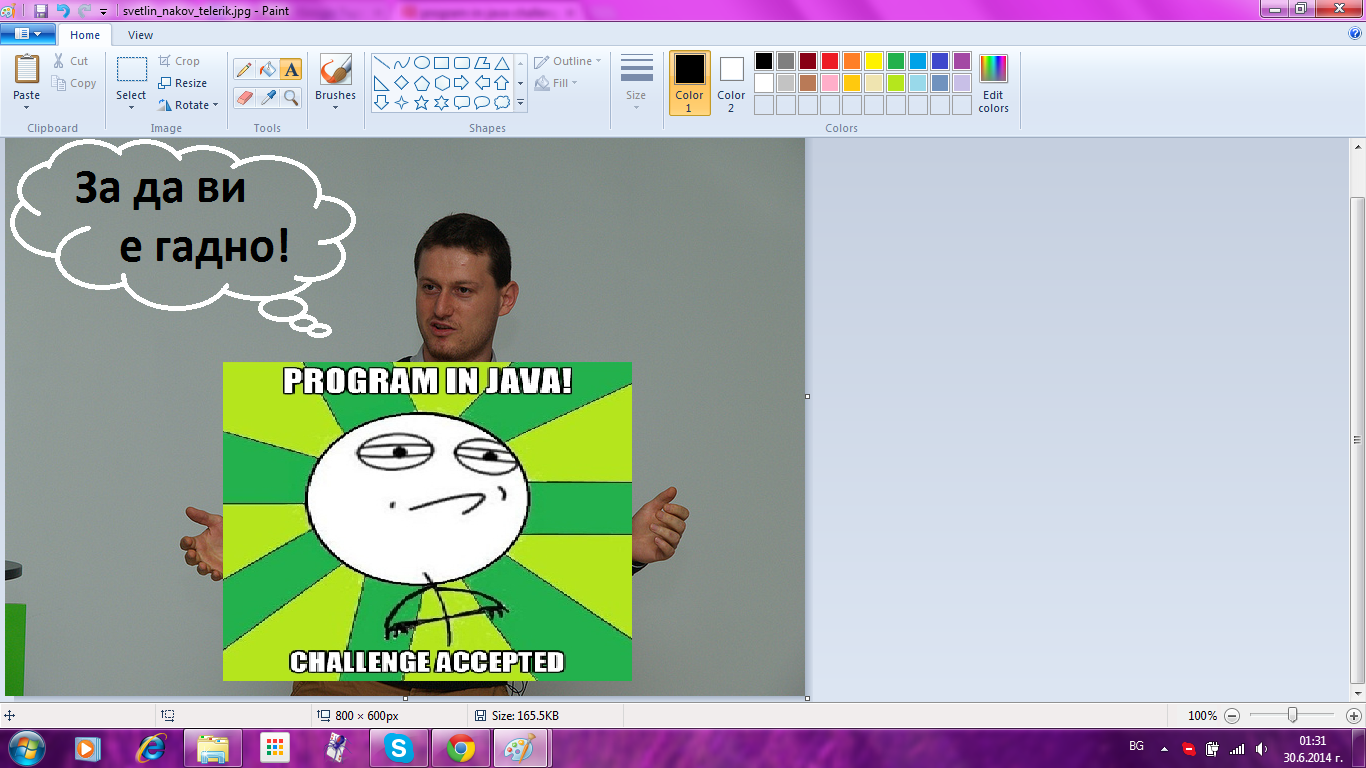 svetlin_nakov_telerik.jpg - Paint
Home
View
Paste
Cut
Copy
Clipboard
Select
Crop
Resize
Rotate
Image
A
Tools
Brushes
Outline
Fill
Shapes
Size
Color
1
Color
2
Edit
colors
Colors
За да ви
е гадно!
PROGRAM IN JAVA!
CHALLENGE ACCEPTED
800 × 600px
Size: 165.5KB
100%
BG
01:31
30.6.2014 г.